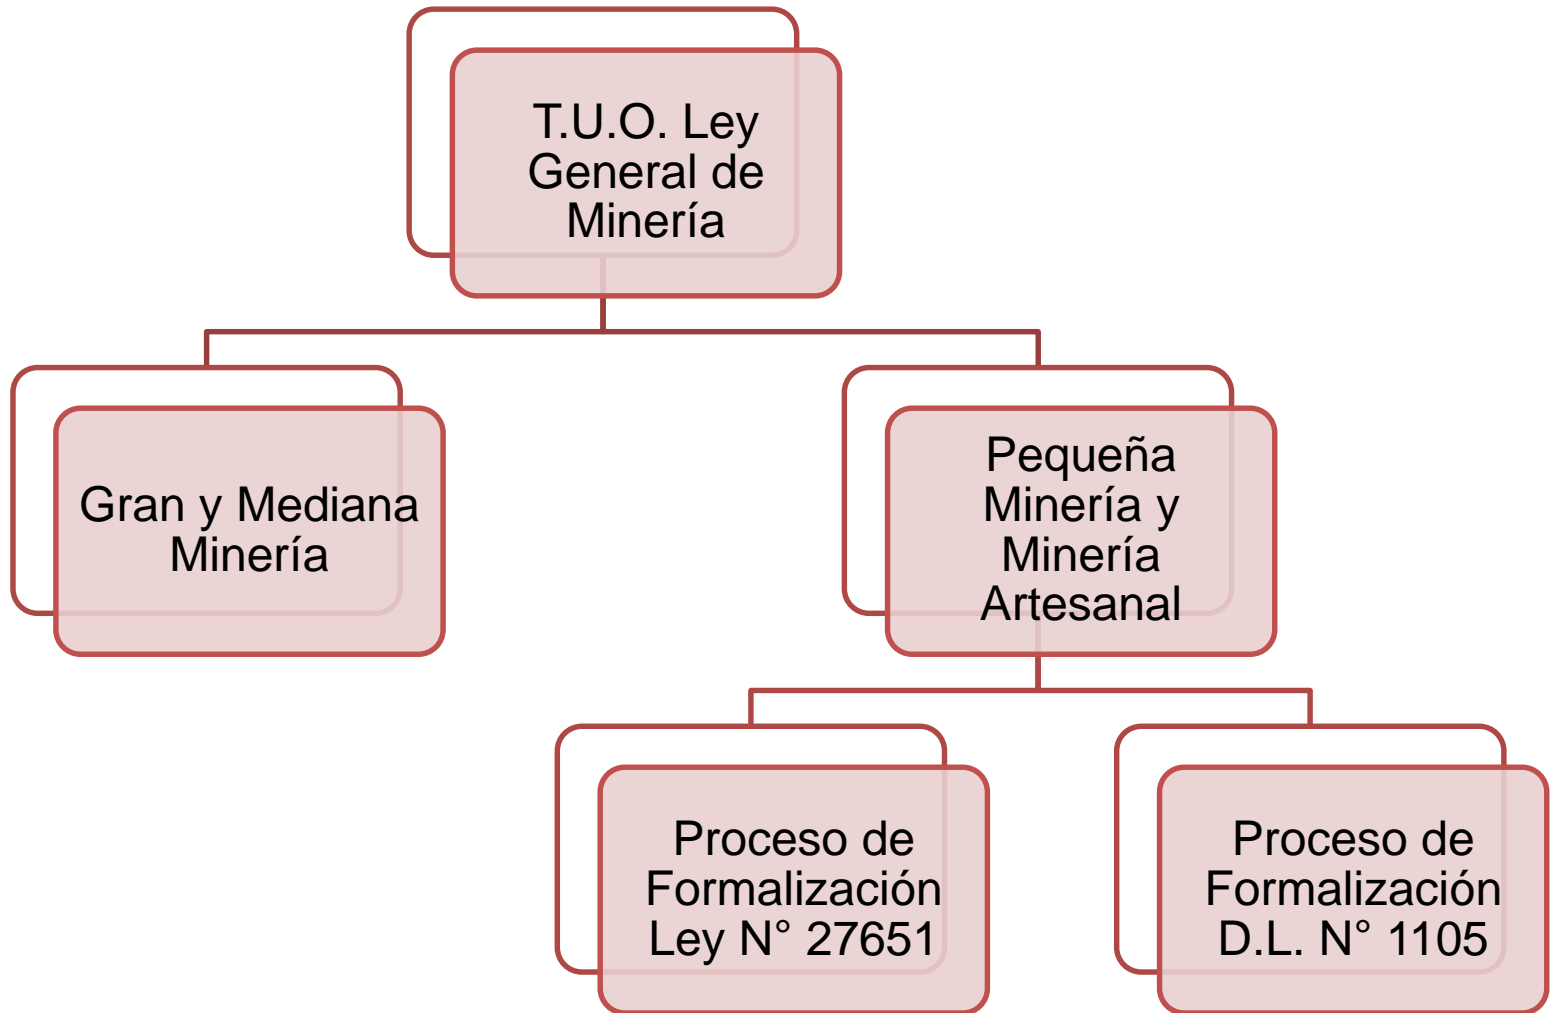 T.U.O. Ley
General de
Minería
Gran y Mediana
Minería
Pequeña
Minería y
Minería
Artesanal
Proceso de
Formalización
Ley N° 27651
Proceso de
Formalización
D.L. N° 1105